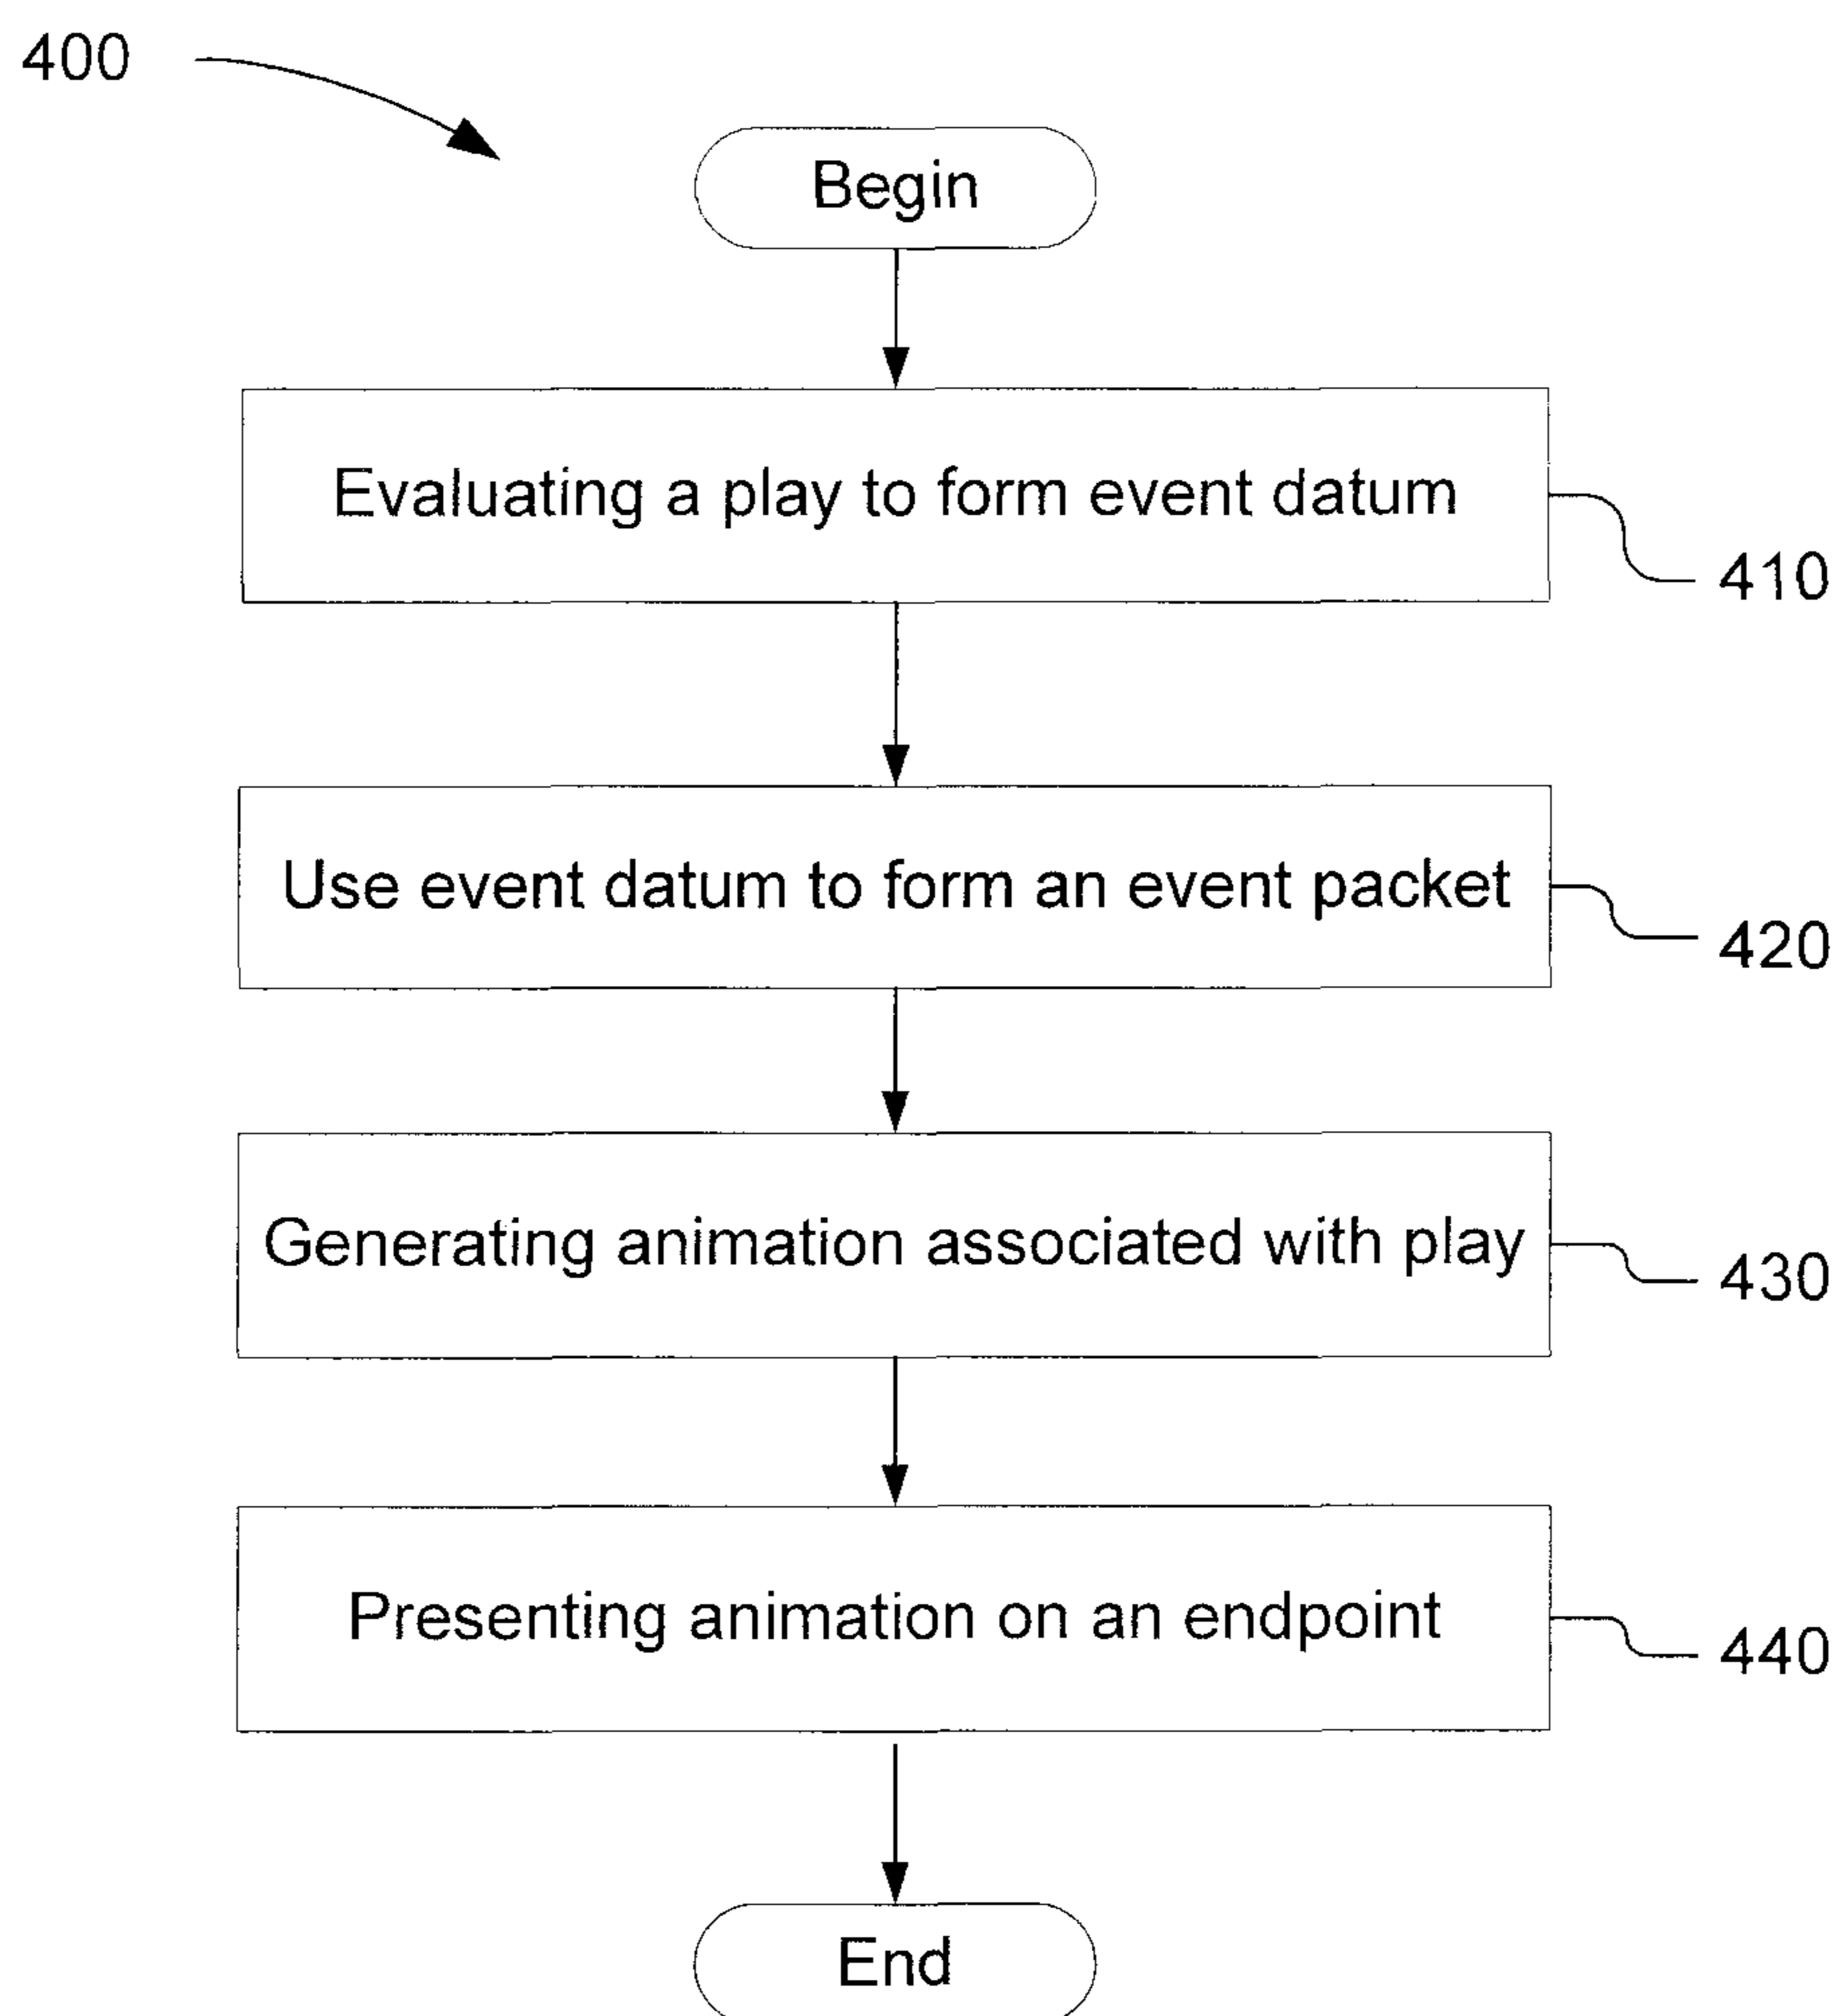 400
Begin
Evaluating a play to form event datum
410
Use event datum to form an event packet
420
Generating animation associated with play
430
Presenting animation on an endpoint
440
End